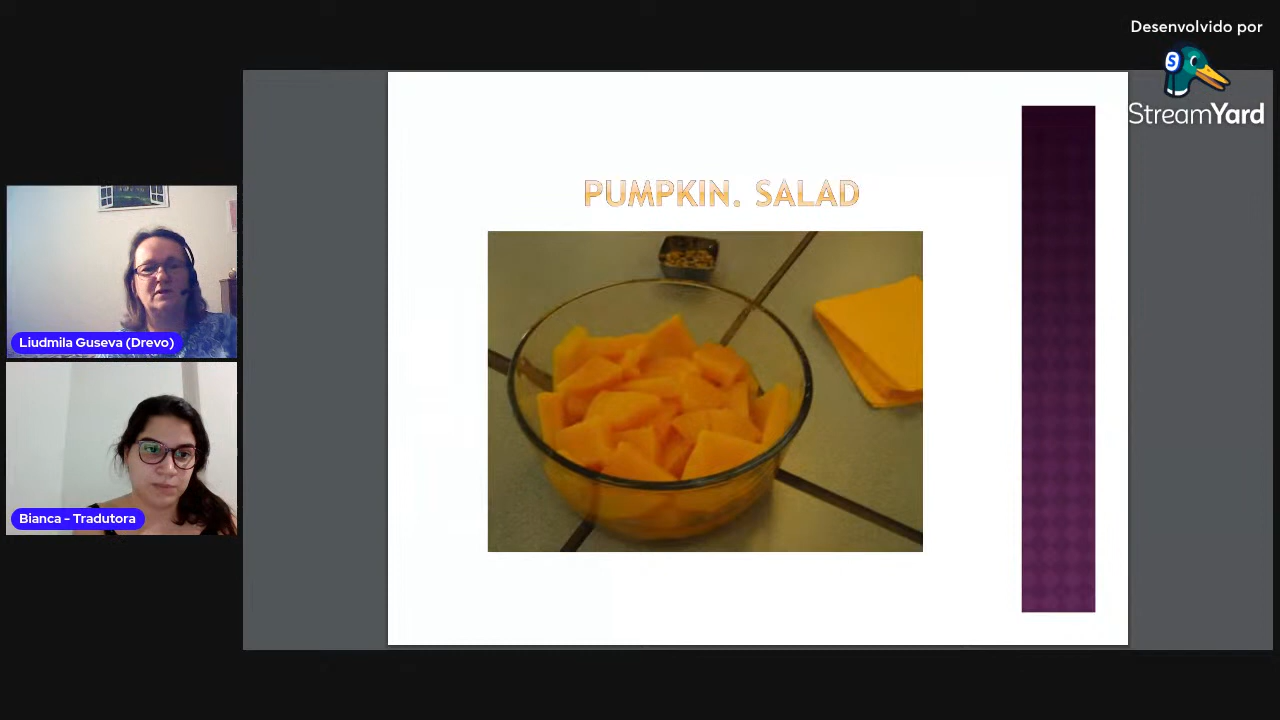 Desenvolvido por
S
StreamYard
PUMPKIN. SALAD
Liudmila Guseva (Drevo)
Bianca - Tradutora